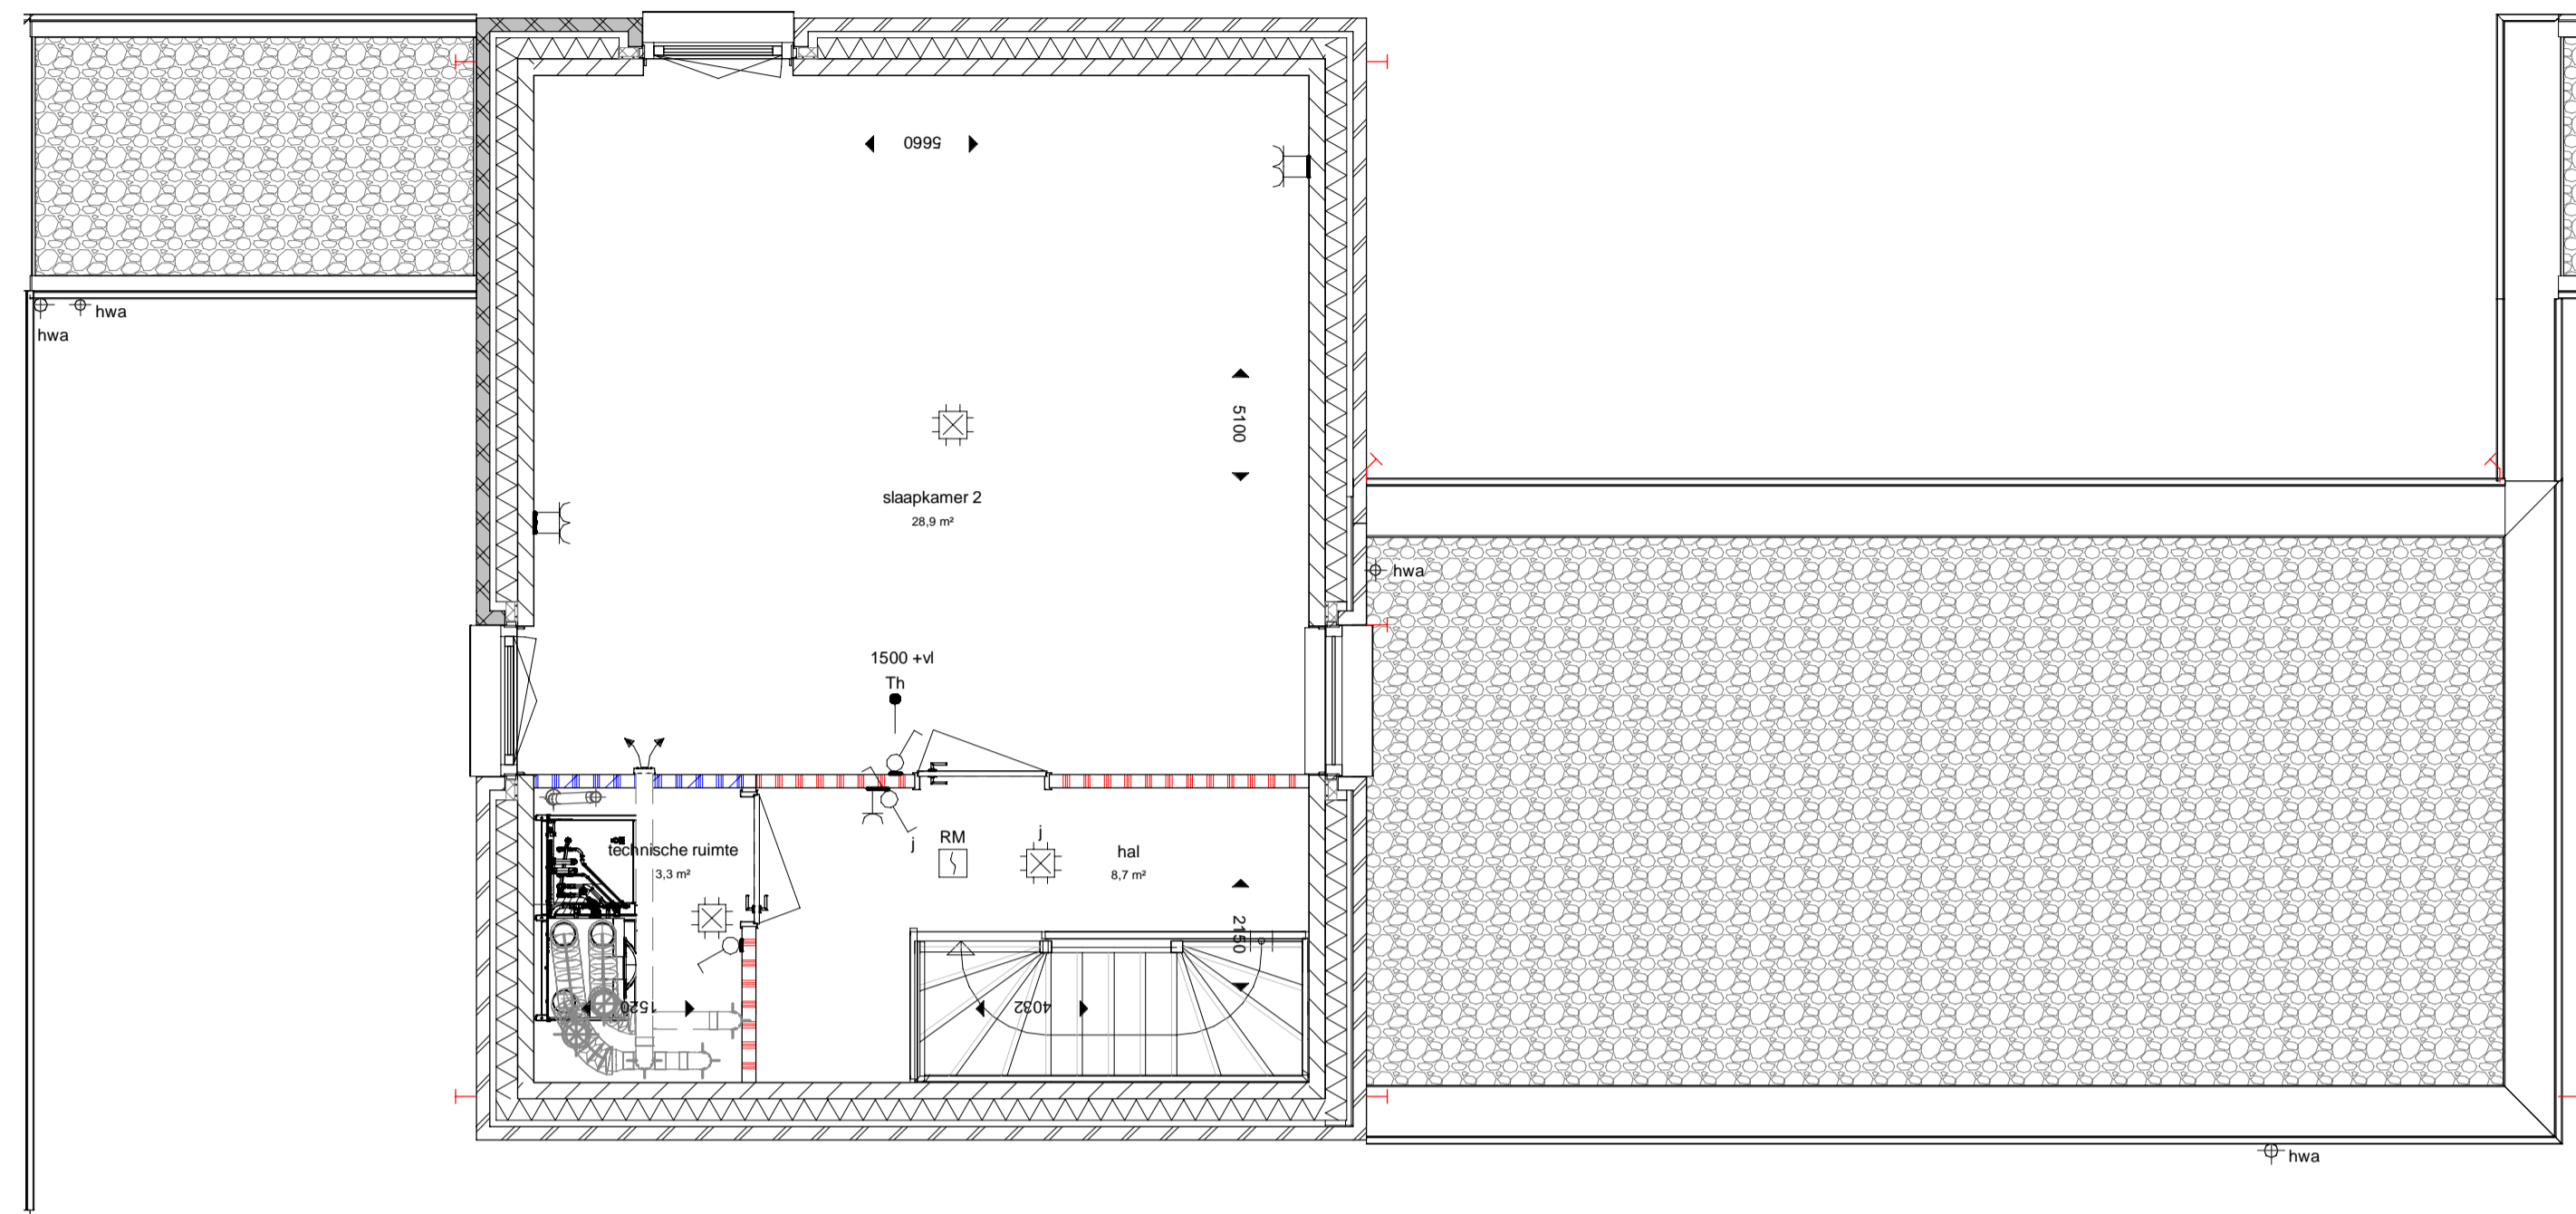 5660
hwa
hwa
5100
slaapkamer 2
28,9 m²
hwa
1500 +vl
Th
j
RM
j
hal
8,7 m²
technische ruimte
3,3 m²
2150
1520
4032
hwa